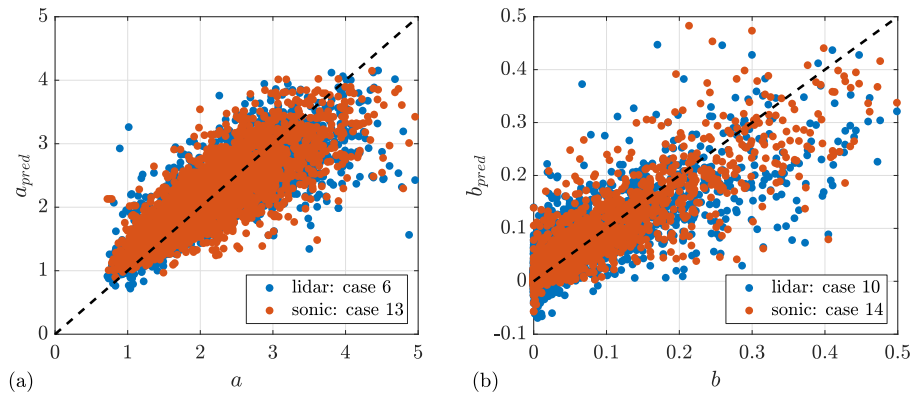 5
4
3
2
1
0
a_pred
0 1 2 3 4 5
a
lidar: case 6
sonic: case 13
(a)
0.5
0.4
0.3
0.2
0.1
0
-0.1
b_pred
0 0.1 0.2 0.3 0.4 0.5
b
lidar: case 10
sonic: case 14
(b)